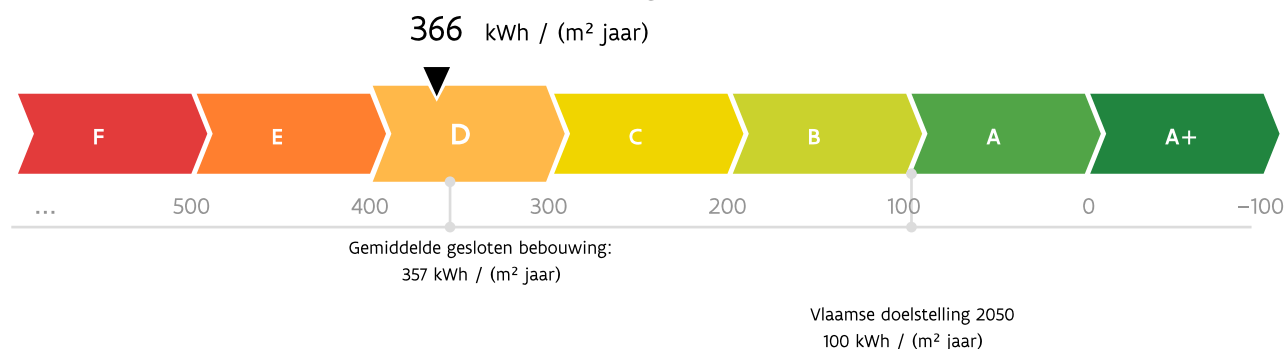 366 kWh / (m² jaar)
F E D C B A A+
... 500 400 300 200 100 0 −100
Gemiddelde gesloten bebouwing:
357 kWh / (m² jaar)
Vlaamse doelstelling 2050
100 kWh / (m² jaar)